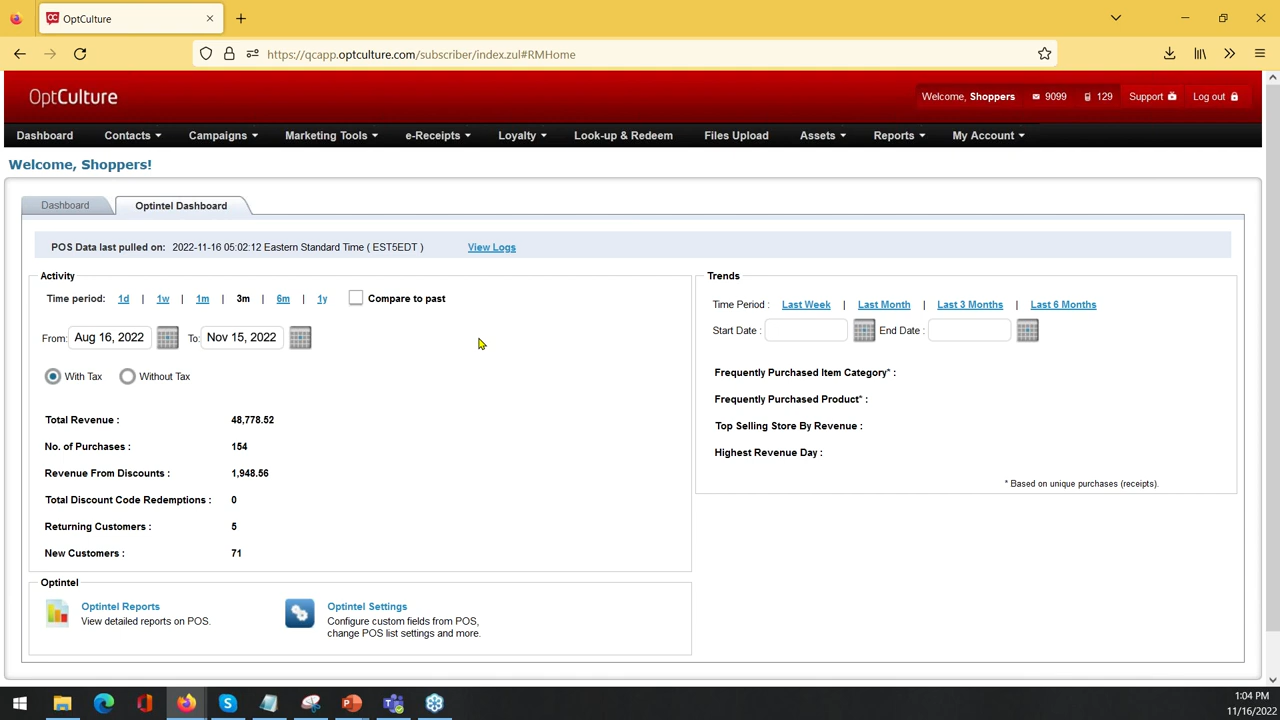 OptCulture
https://qcapp.optculture.com/subscriber/index.zul#RMHome
OptCulture
Welcome, Shoppers 9099 129 Support Log out
Dashboard Contacts Campaigns Marketing Tools e-Receipts Loyalty Look-up & Redeem Files Upload Assets Reports My Account
Welcome, Shoppers!
Dashboard Optintel Dashboard
POS Data last pulled on: 2022-11-16 05:02:12 Eastern Standard Time ( EST5EDT ) View Logs
Activity
Time period: 1d | 1w | 1m | 3m | 6m | 1y Compare to past
From: Aug 16, 2022 To: Nov 15, 2022
With Tax Without Tax
Total Revenue : 48,778.52
No. of Purchases : 154
Revenue From Discounts : 1,948.56
Total Discount Code Redemptions : 0
Returning Customers : 5
New Customers : 71
Trends
Time Period : Last Week | Last Month | Last 3 Months | Last 6 Months
Start Date : End Date :
Frequently Purchased Item Category* :
Frequently Purchased Product* :
Top Selling Store By Revenue :
Highest Revenue Day :
* Based on unique purchases (receipts).
Optintel
Optintel Reports
View detailed reports on POS.
Optintel Settings
Configure custom fields from POS,
change POS list settings and more.
1:04 PM
11/16/2022